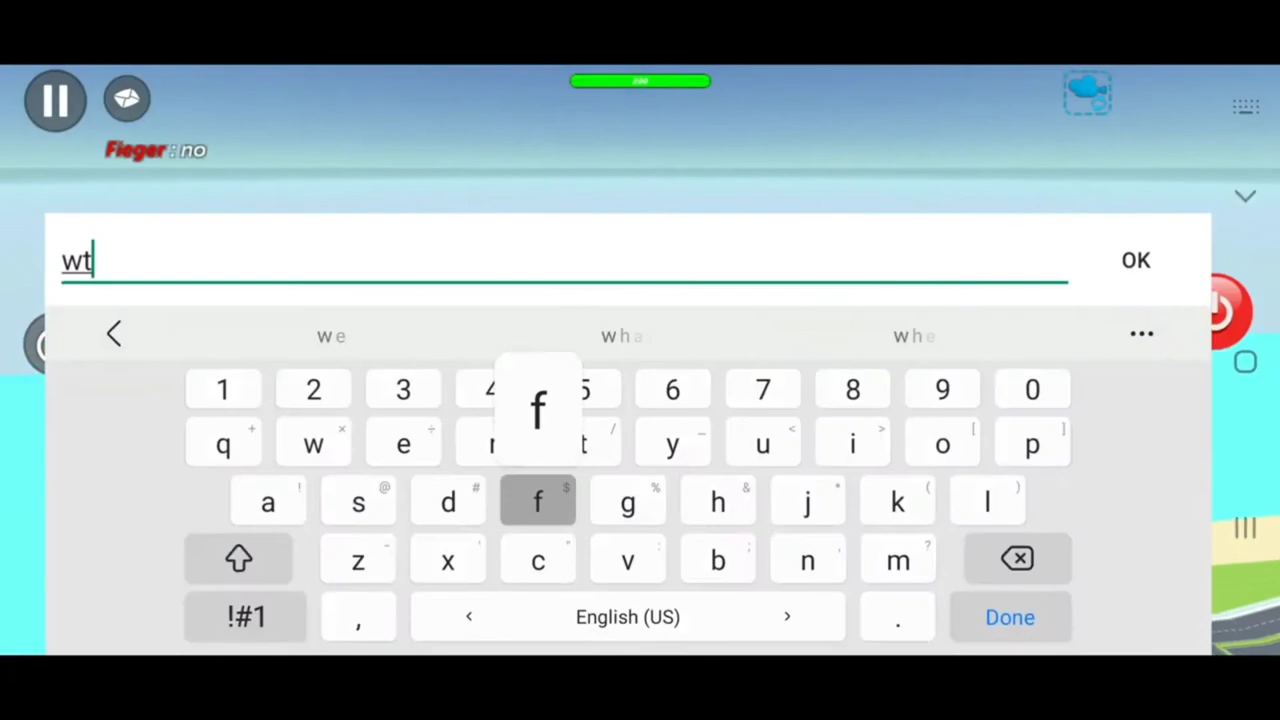 Fieger : no
wt
OK
we wha whe
1 2 3 4 5 6 7 8 9 0
f
q + w × e ÷ r t / y _ u < i > o [ p ]
a ! s @ d # f $ g % h & j * k ( l )
z - x ' c " v : b ; n , m ?
!#1 , < English (US) > . Done